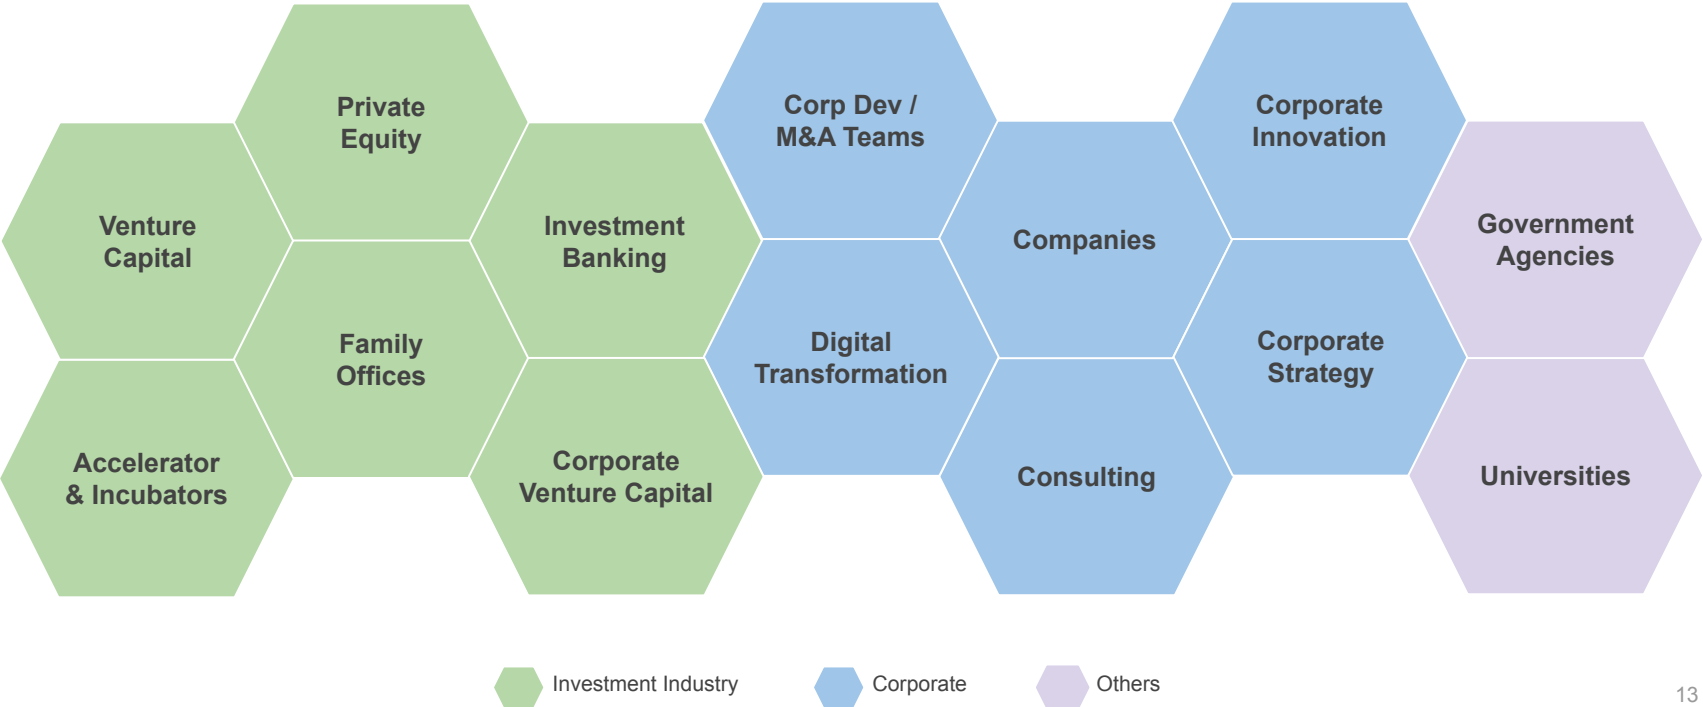 Private
Equity
Corp Dev /
M&A Teams
Corporate
Innovation
Venture
Capital
Investment
Banking
Companies
Government
Agencies
Family
Offices
Digital
Transformation
Corporate
Strategy
Accelerator
& Incubators
Corporate
Venture Capital
Consulting
Universities
Investment Industry
Corporate
Others
13